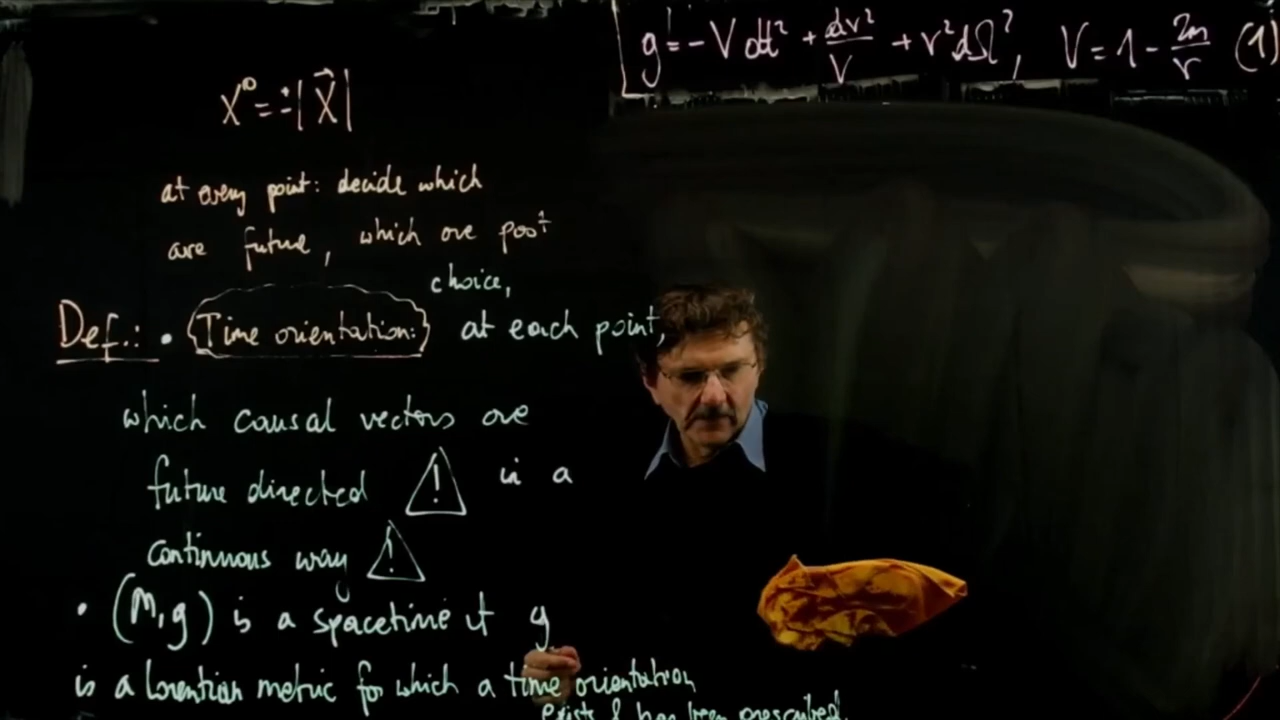 g = -V dt² + dr²/V + r² dΩ², V = 1 - 2m/r (1)
X⁰ = ±|X⃗|
at every point: decide which
are future, which are past
choice,
Def.: • {Time orientation:} at each point,
which causal vectors are
future directed ⚠ in a
continuous way ⚠
• (M,g) is a spacetime if g
is a Lorentzian metric for which a time orientation
exists & has been prescribed